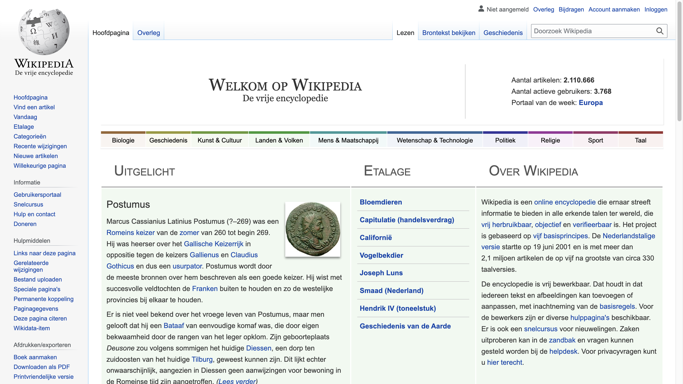 Niet aangemeld Overleg Bijdragen Account aanmaken Inloggen
WIKIPEDIA
De vrije encyclopedie
Hoofdpagina Overleg
Lezen Brontekst bekijken Geschiedenis
Doorzoek Wikipedia
Hoofdpagina
Vind een artikel
Vandaag
Etalage
Categorieën
Recente wijzigingen
Nieuwe artikelen
Willekeurige pagina
Informatie
Gebruikersportaal
Snelcursus
Hulp en contact
Doneren
Hulpmiddelen
Links naar deze pagina
Gerelateerde
wijzigingen
Bestand uploaden
Speciale pagina's
Permanente koppeling
Paginagegevens
Deze pagina citeren
Wikidata-item
Afdrukken/exporteren
Boek aanmaken
Downloaden als PDF
Printvriendelijke versie
Welkom op Wikipedia
De vrije encyclopedie
Aantal artikelen: 2.110.666
Aantal actieve gebruikers: 3.768
Portaal van de week: Europa
Biologie Geschiedenis Kunst & Cultuur Landen & Volken Mens & Maatschappij Wetenschap & Technologie Politiek Religie Sport Taal
Uitgelicht
Postumus
Marcus Cassianius Latinius Postumus (?–269) was een
Romeins keizer van de zomer van 260 tot begin 269.
Hij was heerser over het Gallische Keizerrijk in
oppositie tegen de keizers Gallienus en Claudius
Gothicus en dus een usurpator. Postumus wordt door
de meeste bronnen over hem beschreven als een goede keizer. Hij wist met
succesvolle veldtochten de Franken buiten te houden en zo de westelijke
provincies bij elkaar te houden.
Er is niet veel bekend over het vroege leven van Postumus, maar men
gelooft dat hij een Bataaf van eenvoudige komaf was, die door eigen
bekwaamheid door de rangen van het leger opklom. Zijn geboorteplaats
Deusone zou volgens sommigen het huidige Diessen, een dorp ten
zuidoosten van het huidige Tilburg, geweest kunnen zijn. Dit lijkt echter
onwaarschijnlijk, aangezien in Diessen geen aanwijzingen voor bewoning in
de Romeinse tijd zijn aangetroffen. (Lees verder)
Etalage
Bloemdieren
Capitulatie (handelsverdrag)
Californië
Vogelbekdier
Joseph Luns
Smaad (Nederland)
Hendrik IV (toneelstuk)
Geschiedenis van de Aarde
Over Wikipedia
Wikipedia is een online encyclopedie die ernaar streeft
informatie te bieden in alle erkende talen ter wereld, die
vrij herbruikbaar, objectief en verifieerbaar is. Het project
is gebaseerd op vijf basisprincipes. De Nederlandstalige
versie startte op 19 juni 2001 en is met meer dan
2,1 miljoen artikelen de op vijf na grootste van circa 330
taalversies.
De encyclopedie is vrij bewerkbaar. Dat houdt in dat
iedereen tekst en afbeeldingen kan toevoegen of
aanpassen, met inachtneming van de basisregels. Voor
de bewerkers zijn er diverse hulppagina's beschikbaar.
Er is ook een snelcursus voor nieuwelingen. Zaken
uitproberen kan in de zandbak en vragen kunnen
gesteld worden bij de helpdesk. Voor privacyvragen kunt
u hier terecht.